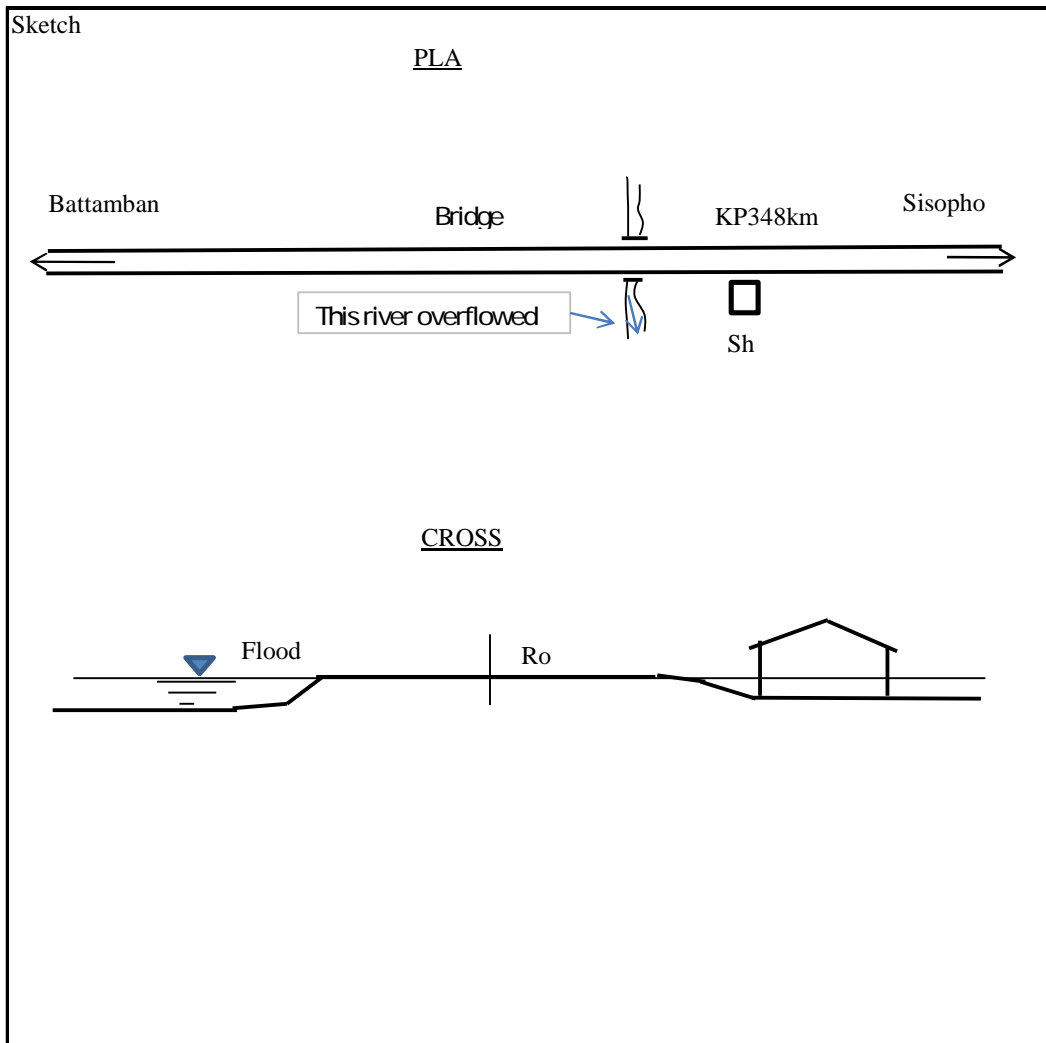 Sketch
PLA
Battamban
Bridge
KP348km
Sisopho
This river overflowed
Sh
CROSS
Flood
Ro